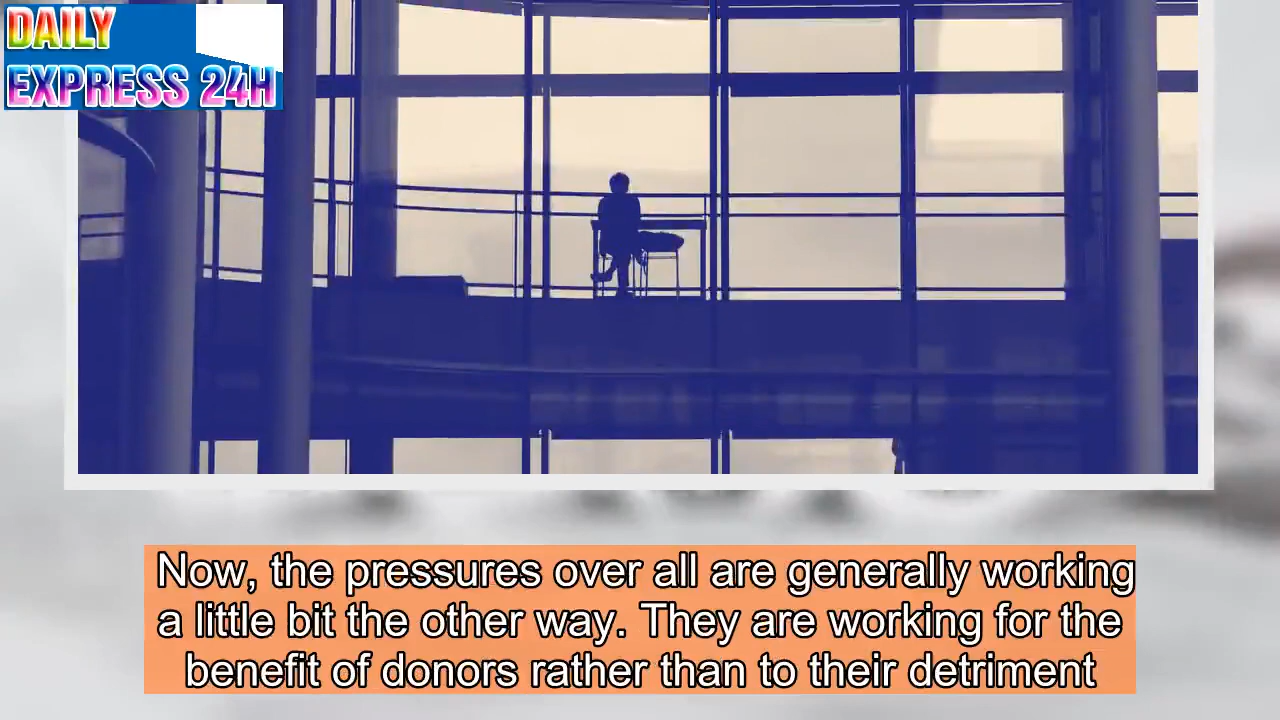 DAILY
EXPRESS 24H
Now, the pressures over all are generally working
a little bit the other way. They are working for the
benefit of donors rather than to their detriment